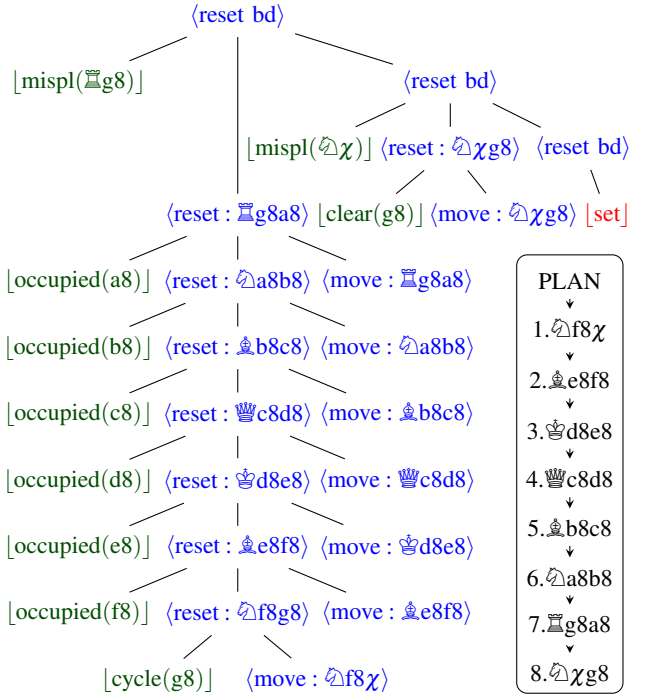 ⟨reset bd⟩
⌊mispl(♖g8)⌋ ⟨reset bd⟩
⌊mispl(♘χ)⌋ ⟨reset : ♘χg8⟩ ⟨reset bd⟩
⟨reset : ♖g8a8⟩ ⌊clear(g8)⌋ ⟨move : ♘χg8⟩ ⌊set⌋
⌊occupied(a8)⌋ ⟨reset : ♘a8b8⟩ ⟨move : ♖g8a8⟩
⌊occupied(b8)⌋ ⟨reset : ♗b8c8⟩ ⟨move : ♘a8b8⟩
⌊occupied(c8)⌋ ⟨reset : ♕c8d8⟩ ⟨move : ♗b8c8⟩
⌊occupied(d8)⌋ ⟨reset : ♔d8e8⟩ ⟨move : ♕c8d8⟩
⌊occupied(e8)⌋ ⟨reset : ♗e8f8⟩ ⟨move : ♔d8e8⟩
⌊occupied(f8)⌋ ⟨reset : ♘f8g8⟩ ⟨move : ♗e8f8⟩
⌊cycle(g8)⌋ ⟨move : ♘f8χ⟩
PLAN
1.♘f8χ
2.♗e8f8
3.♔d8e8
4.♕c8d8
5.♗b8c8
6.♘a8b8
7.♖g8a8
8.♘χg8